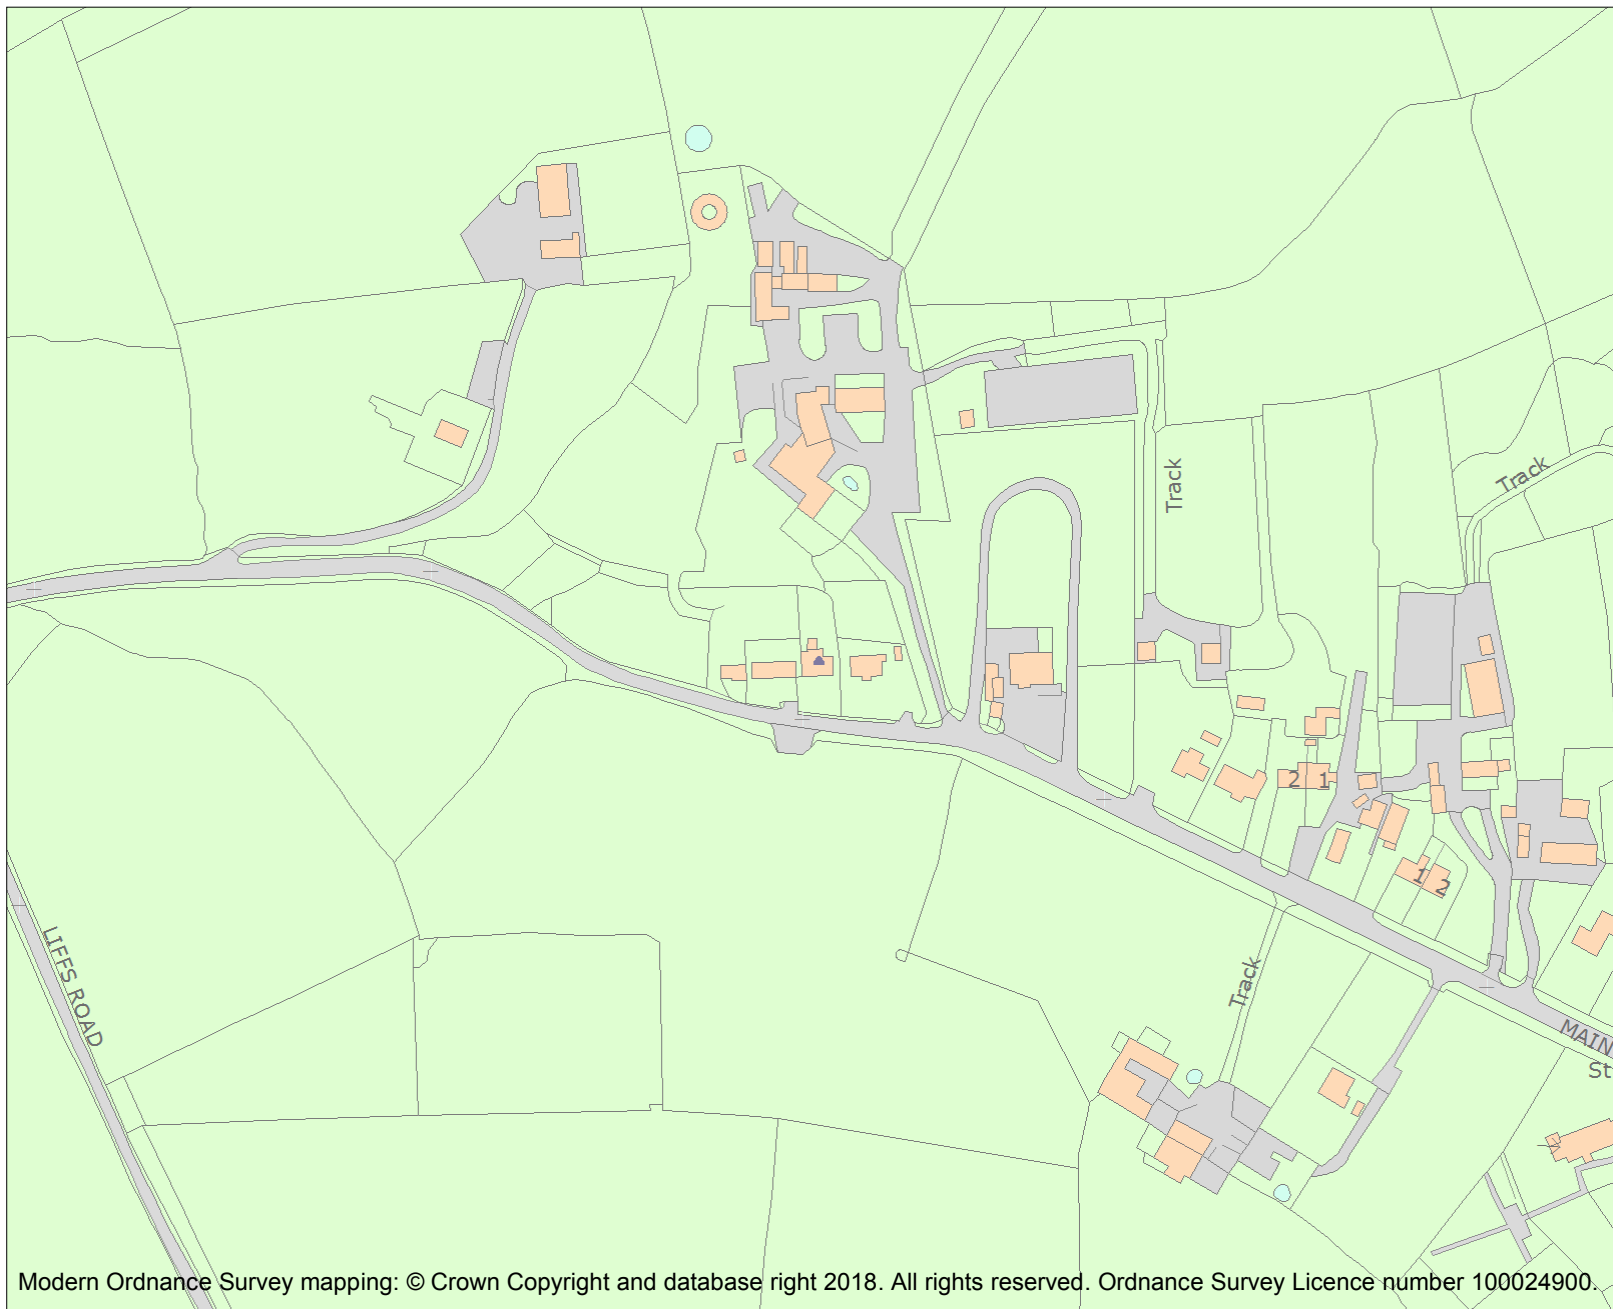 Track
Track
2 1
1 2
Track
LIFFS ROAD
MAIN
St
Modern Ordnance Survey mapping: © Crown Copyright and database right 2018. All rights reserved. Ordnance Survey Licence number 100024900.